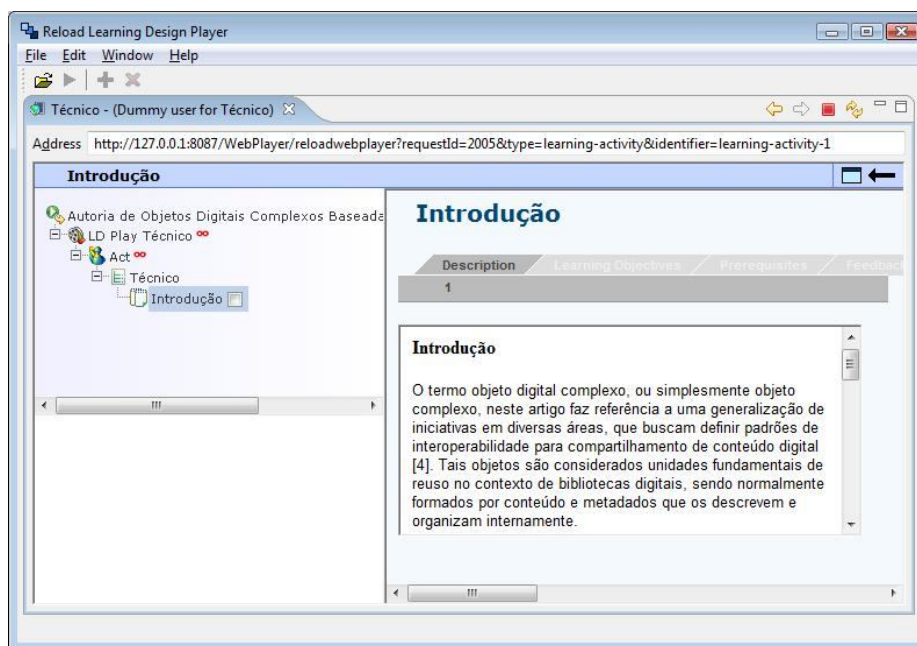 Reload Learning Design Player
File Edit Window Help
Técnico - (Dummy user for Técnico)
Address http://127.0.0.1:8087/WebPlayer/reloadwebplayer?requestId=2005&type=learning-activity&identifier=learning-activity-1
Introdução
Autoria de Objetos Digitais Complexos Baseada
LD Play Técnico
Act
Técnico
Introdução
Introdução
Description Learning Objectives Prerequisites Feedbac
1
Introdução
O termo objeto digital complexo, ou simplesmente objeto
complexo, neste artigo faz referência a uma generalização de
iniciativas em diversas áreas, que buscam definir padrões de
interoperabilidade para compartilhamento de conteúdo digital
[4]. Tais objetos são considerados unidades fundamentais de
reuso no contexto de bibliotecas digitais, sendo normalmente
formados por conteúdo e metadados que os descrevem e
organizam internamente.